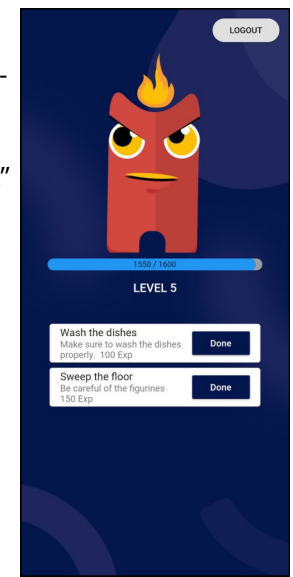 -
"
LOGOUT
1550 / 1600
LEVEL 5
Wash the dishes
Make sure to wash the dishes
properly. 100 Exp
Done
Sweep the floor
Be careful of the figurines
150 Exp
Done